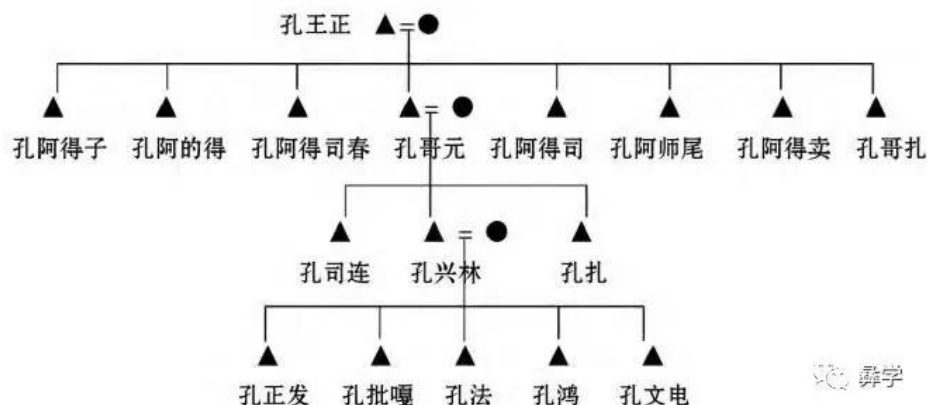 孔王正
孔阿得子 孔阿的得 孔阿得司春 孔哥元 孔阿得司 孔阿师尾 孔阿得卖 孔哥扎
孔司连 孔兴林 孔扎
孔正发 孔批嘎 孔法 孔鸿 孔文电
彝学